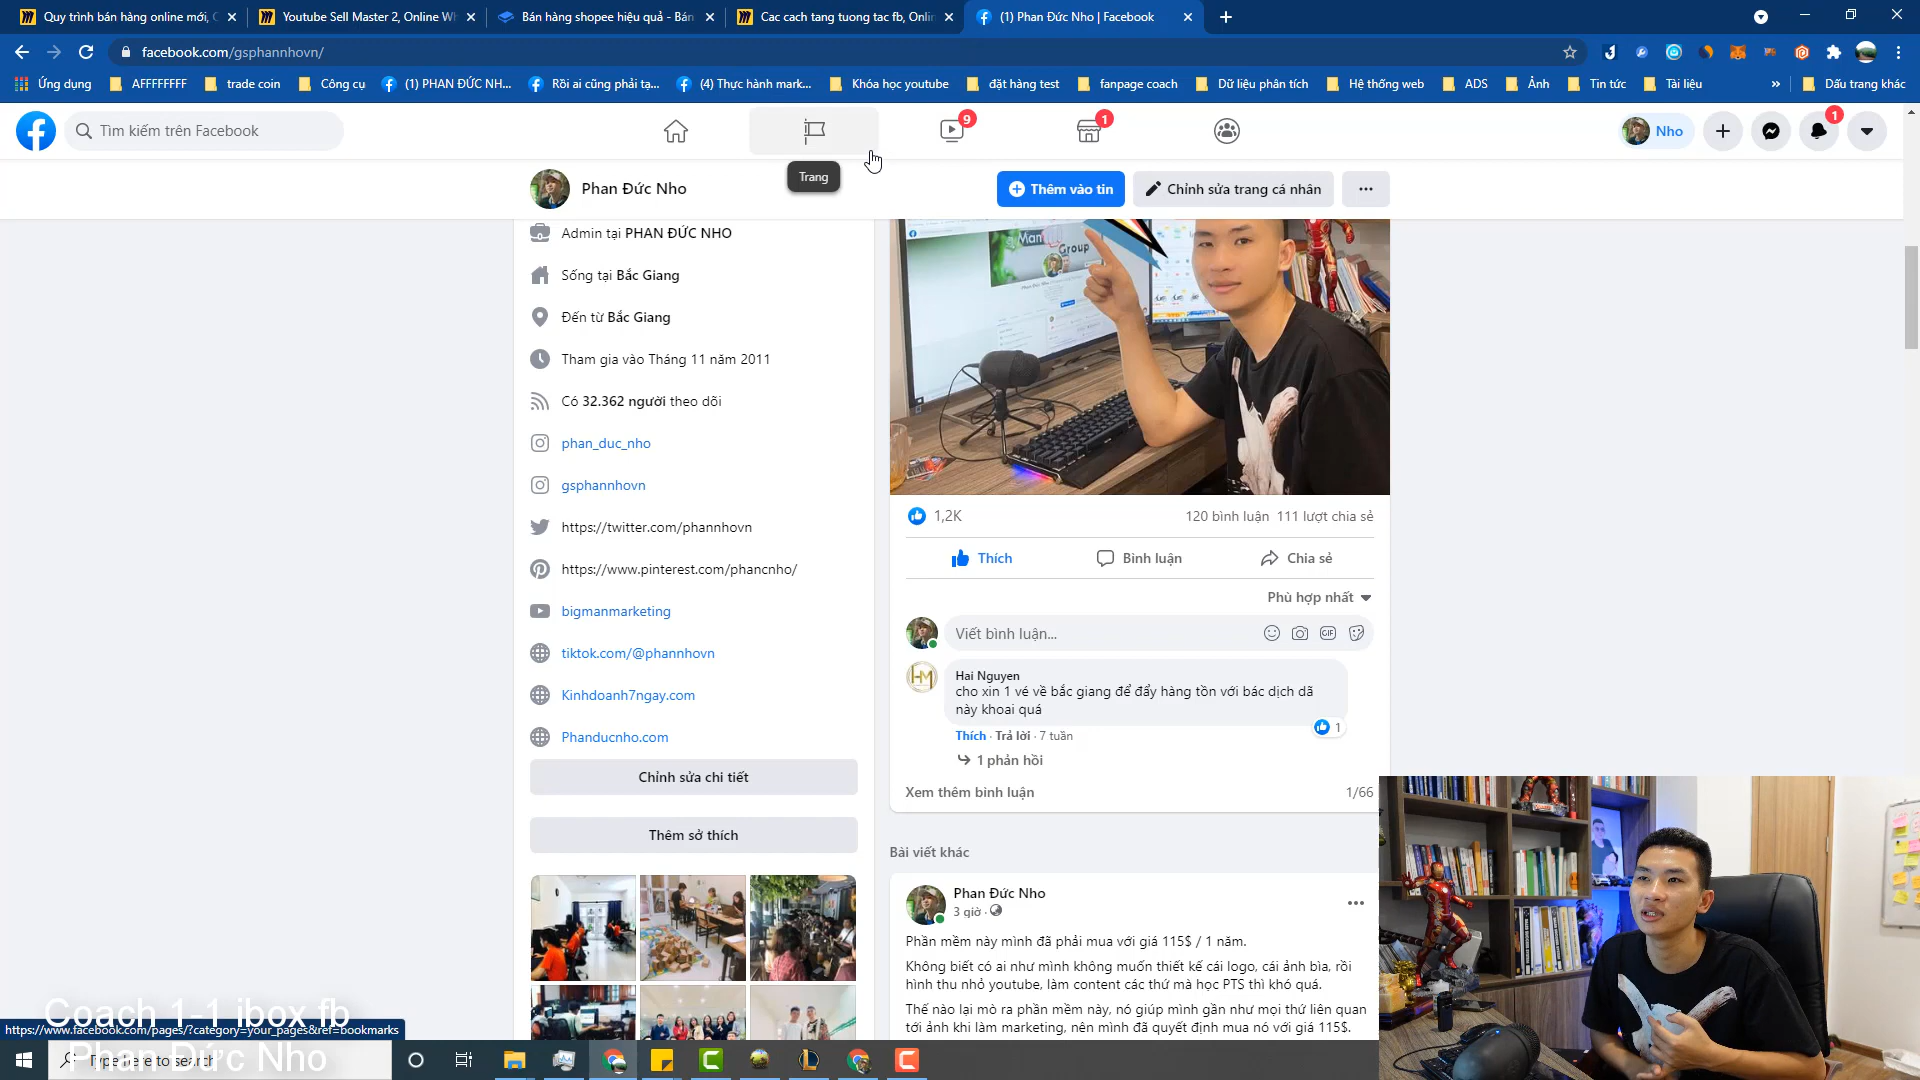 Quy trình bán hàng online mới, C
Youtube Sell Master 2, Online Wh
Bán hàng shopee hiệu quả - Bán
Cac cach tang tuong tac fb, Onlin
(1) Phan Đức Nho | Facebook
facebook.com/gsphannhovn/
Ứng dụng
AFFFFFFFF
trade coin
Công cụ
(1) PHAN ĐỨC NH...
Rồi ai cũng phải tạ...
(4) Thực hành mark...
Khóa học youtube
đặt hàng test
fanpage coach
Dữ liệu phân tích
Hệ thống web
ADS
Ảnh
Tin tức
Tài liệu
»
Dấu trang khác
Tìm kiếm trên Facebook
9
1
Nho
1
Trang
Phan Đức Nho
Thêm vào tin
Chỉnh sửa trang cá nhân
Admin tại PHAN ĐỨC NHO
Sống tại Bắc Giang
Đến từ Bắc Giang
Tham gia vào Tháng 11 năm 2011
Có 32.362 người theo dõi
phan_duc_nho
gsphannhovn
https://twitter.com/phannhovn
https://www.pinterest.com/phancnho/
bigmanmarketing
tiktok.com/@phannhovn
Kinhdoanh7ngay.com
Phanducnho.com
Chỉnh sửa chi tiết
Thêm sở thích
Group
1,2K
120 bình luận 111 lượt chia sẻ
Thích
Bình luận
Chia sẻ
Phù hợp nhất
Viết bình luận...
GIF
Hai Nguyen
cho xin 1 vé về bắc giang để đẩy hàng tồn với bác dịch dã
này khoai quá
1
Thích · Trả lời · 7 tuần
1 phản hồi
Xem thêm bình luận
1/66
Bài viết khác
Phan Đức Nho
3 giờ ·
Phần mềm này mình đã phải mua với giá 115$ / 1 năm.
Không biết có ai như mình không muốn thiết kế cái logo, cái ảnh bìa, rồi
hình thu nhỏ youtube, làm content các thứ mà học PTS thì khó quá.
Thế nào lại mò ra phần mềm này, nó giúp mình gần như mọi thứ liên quan
tới ảnh khi làm marketing, nên mình đã quyết định mua nó với giá 115$.
Coach 1-1 ibox fb
https://www.facebook.com/pages/?category=your_pages&ref=bookmarks
Phan Đức Nho
Type here to search